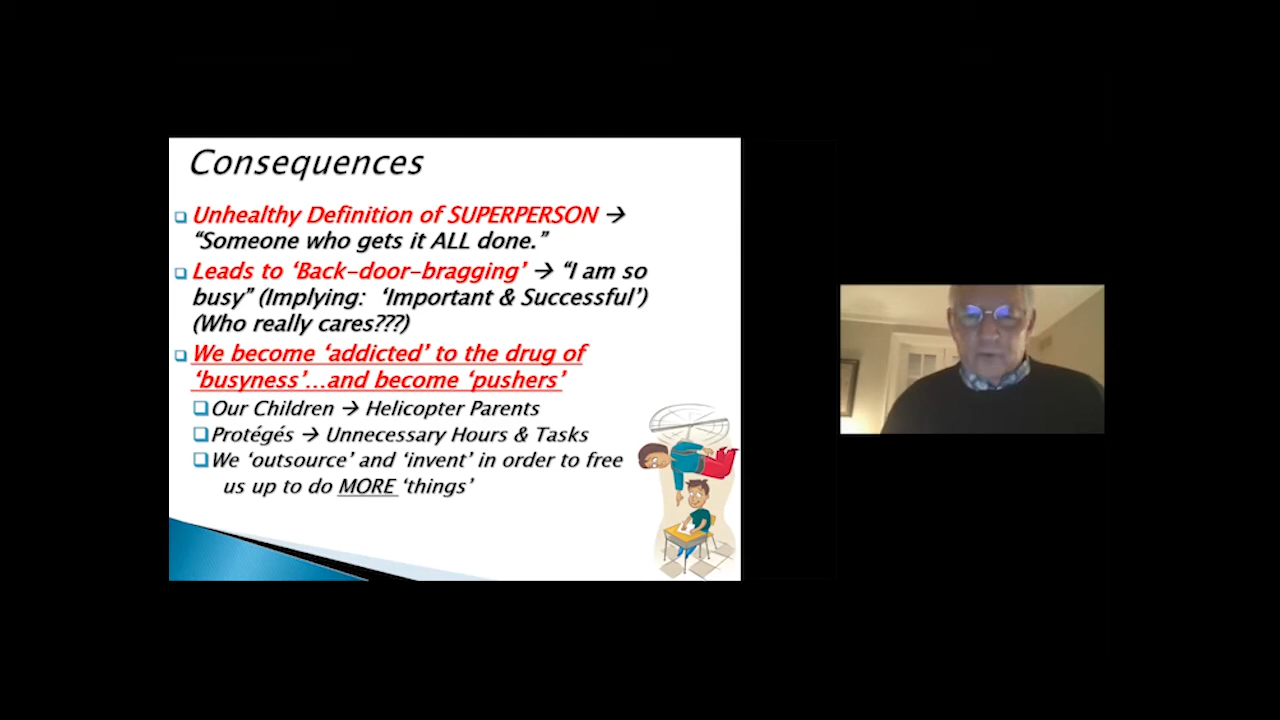 Consequences
Unhealthy Definition of SUPERPERSON →
“Someone who gets it ALL done.”
Leads to ‘Back-door-bragging’ → “I am so
busy” (Implying: ‘Important & Successful’)
(Who really cares???)
We become ‘addicted’ to the drug of
‘busyness’...and become ‘pushers’
Our Children → Helicopter Parents
Protégés → Unnecessary Hours & Tasks
We ‘outsource’ and ‘invent’ in order to free
us up to do MORE ‘things’